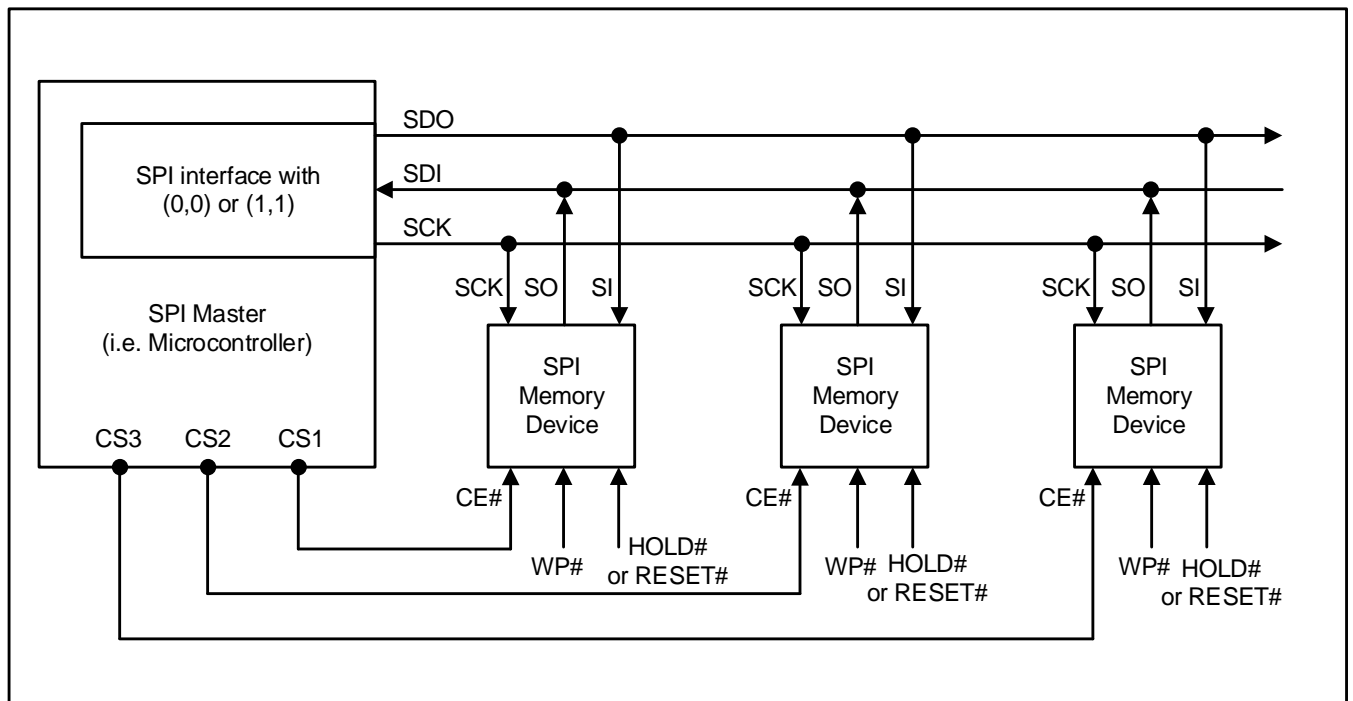 SDO
SPI interface with
(0,0) or (1,1)
SDI
SCK
SPI Master
(i.e. Microcontroller)
CS3 CS2 CS1
SCK SO SI
SPI
Memory
Device
CE#
WP#
HOLD#
or RESET#
SCK SO SI
SPI
Memory
Device
CE#
WP#
HOLD#
or RESET#
SCK SO SI
SPI
Memory
Device
CE#
WP#
HOLD#
or RESET#